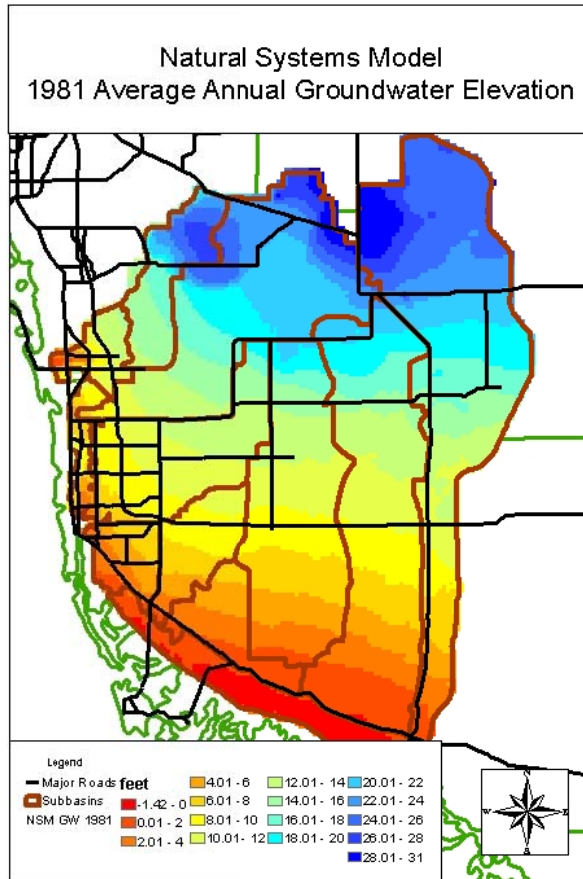 Natural Systems Model
1981 Average Annual Groundwater Elevation
Legend
Major Roads
Subbasins
NSM GW 1981
feet
-1.42 - 0
0.01 - 2
2.01 - 4
4.01 - 6
6.01 - 8
8.01 - 10
10.01 - 12
12.01 - 14
14.01 - 16
16.01 - 18
18.01 - 20
20.01 - 22
22.01 - 24
24.01 - 26
26.01 - 28
28.01 - 31
N
W
E
S